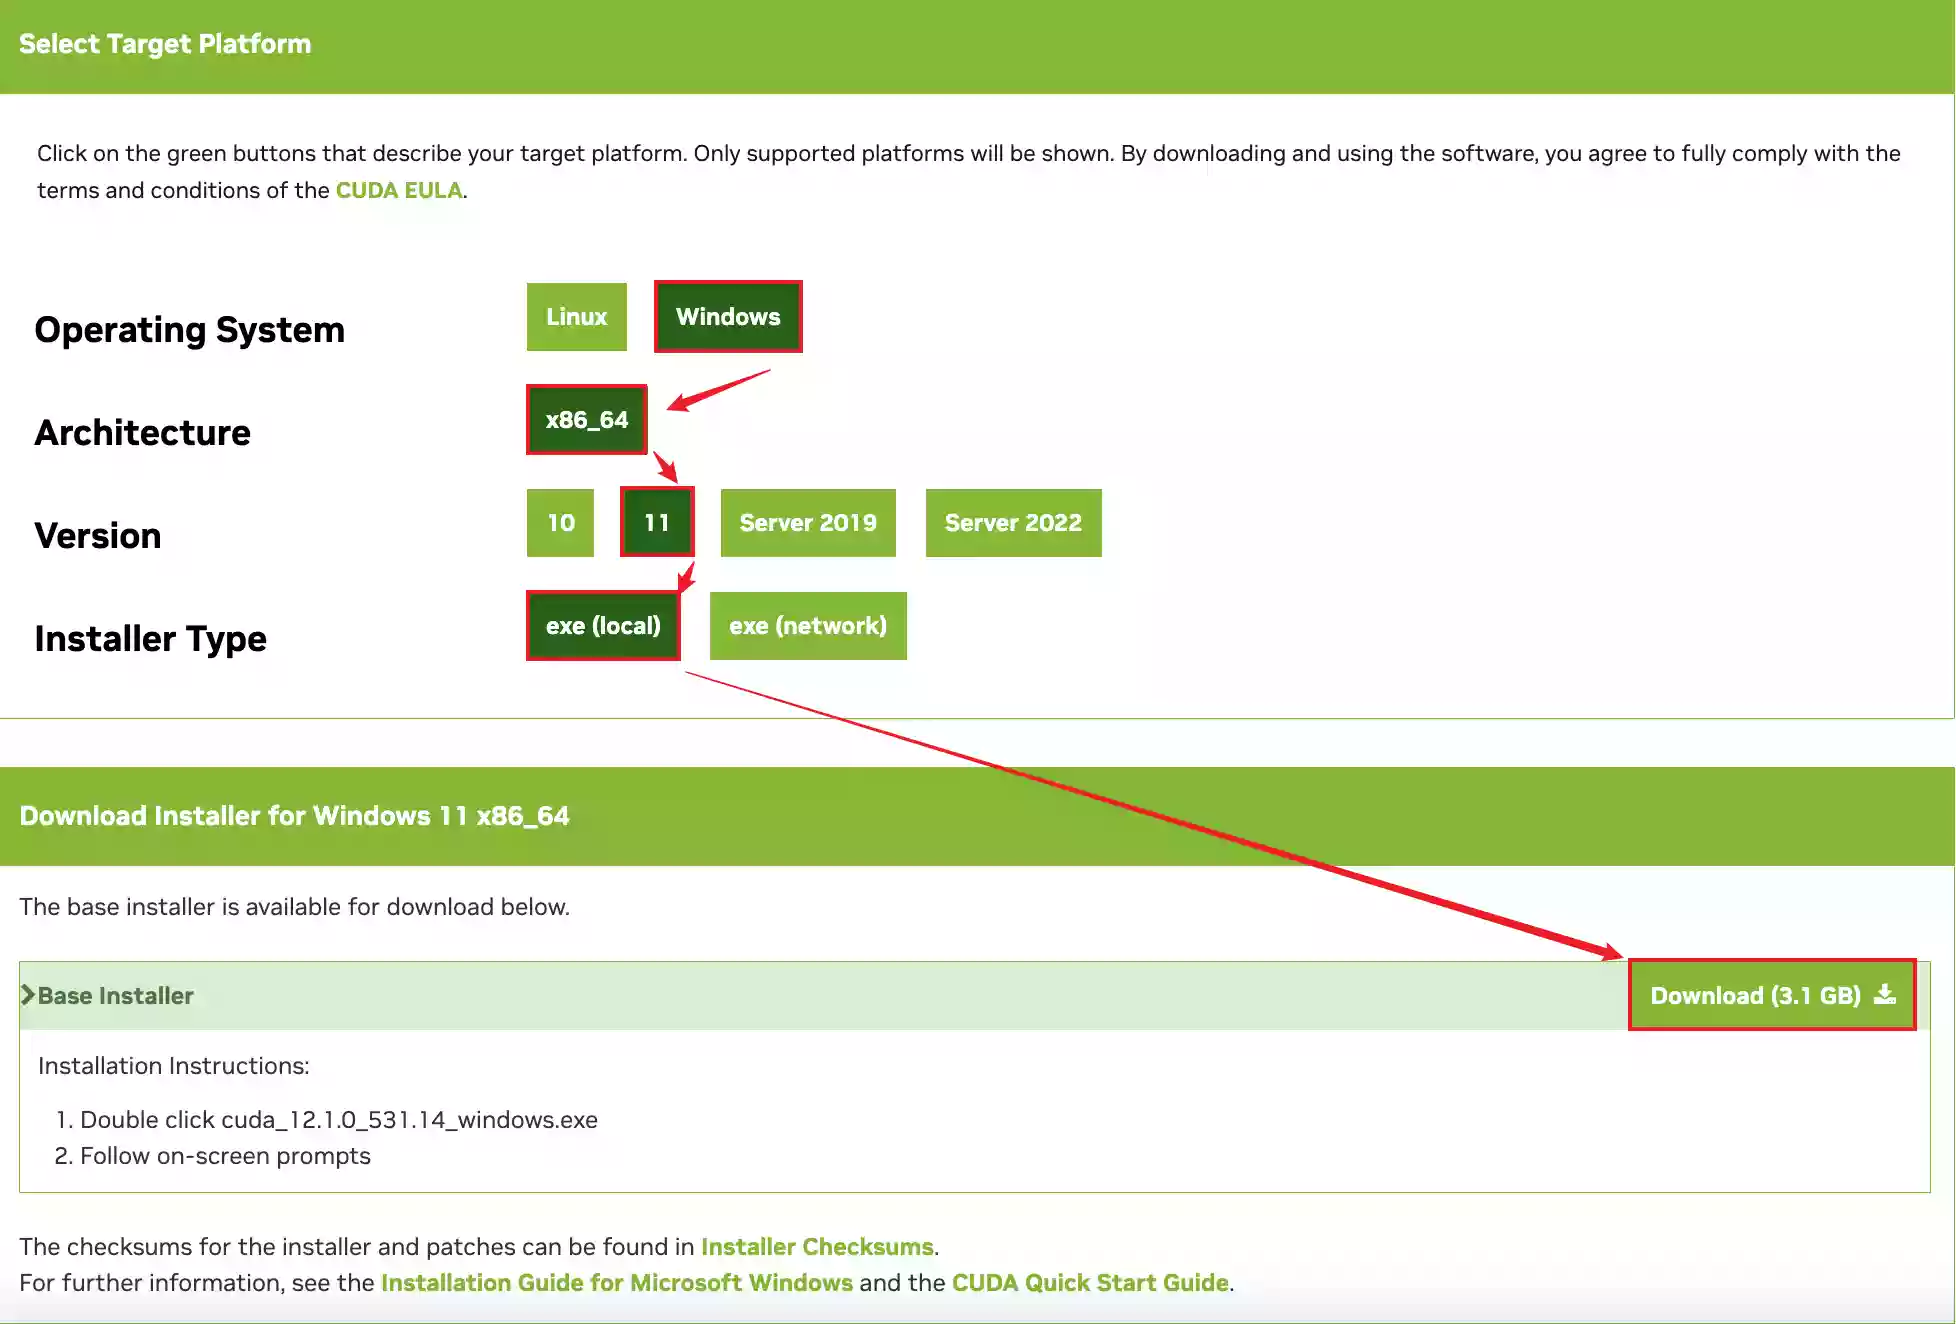 Select Target Platform
Click on the green buttons that describe your target platform. Only supported platforms will be shown. By downloading and using the software, you agree to fully comply with the
terms and conditions of the CUDA EULA.
Operating System
Linux
Windows
Architecture
x86_64
Version
10
11
Server 2019
Server 2022
Installer Type
exe (local)
exe (network)
Download Installer for Windows 11 x86_64
The base installer is available for download below.
Base Installer
Download (3.1 GB)
Installation Instructions:
1. Double click cuda_12.1.0_531.14_windows.exe
2. Follow on-screen prompts
The checksums for the installer and patches can be found in Installer Checksums.
For further information, see the Installation Guide for Microsoft Windows and the CUDA Quick Start Guide.